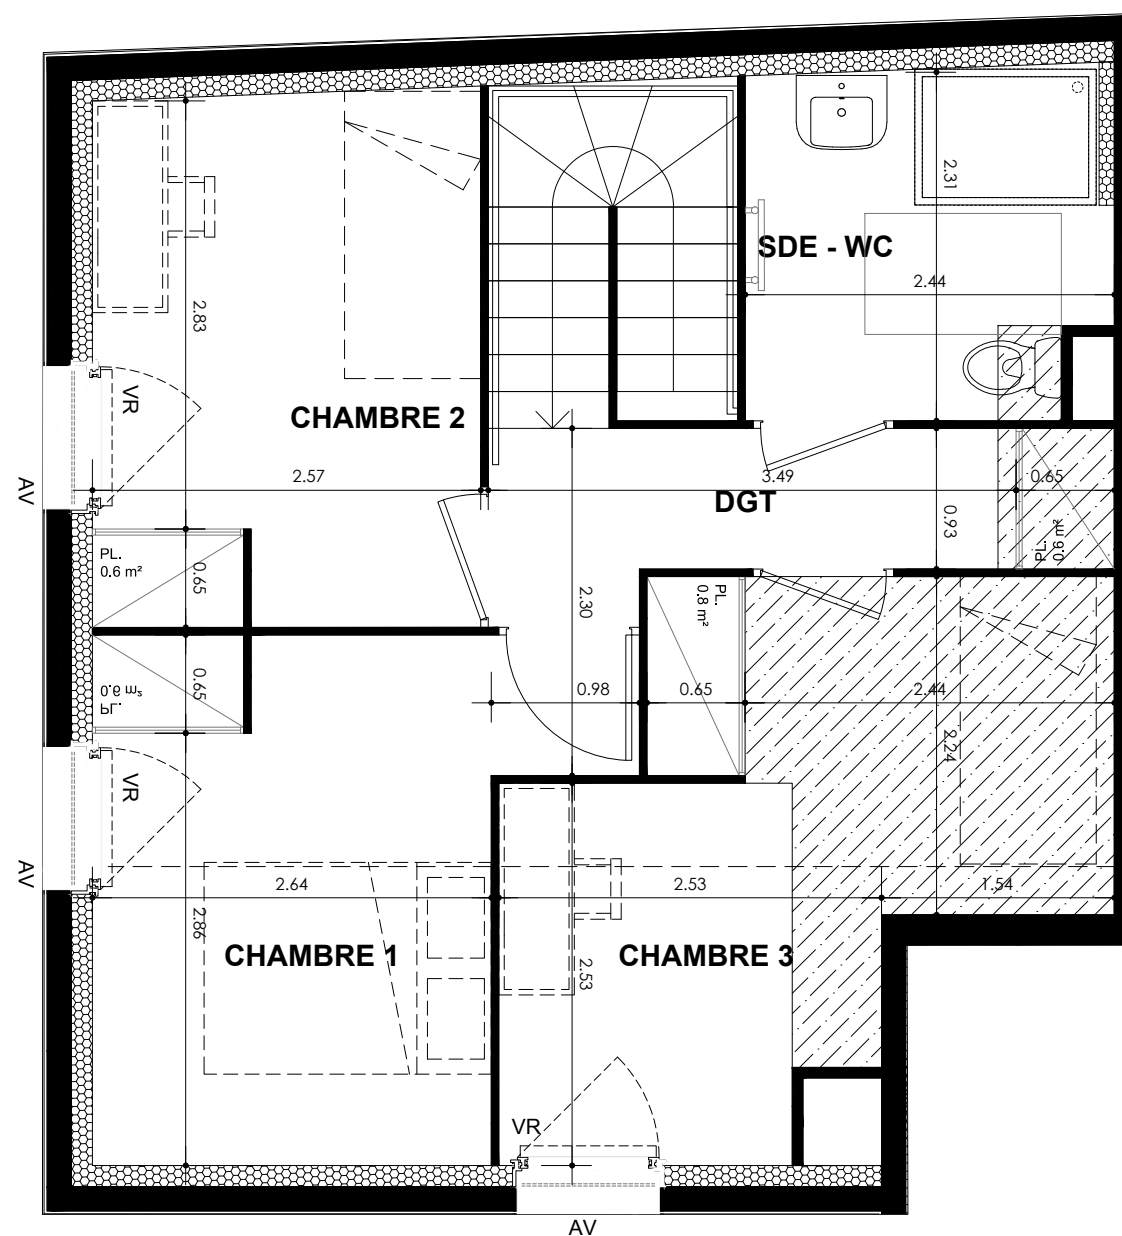 2.31
SDE - WC
2.44
2.83
VR
CHAMBRE 2
AV
2.57
3.49
0.65
DGT
0.93
PL.
0.6 m²
PL.
0.6 m²
0.65
2.30
PL.
0.8 m²
0.65
PL.
0.6 m²
0.98
0.65
2.44
2.24
VR
AV
2.64
2.53
1.54
2.86
CHAMBRE 1
CHAMBRE 3
2.53
VR
AV